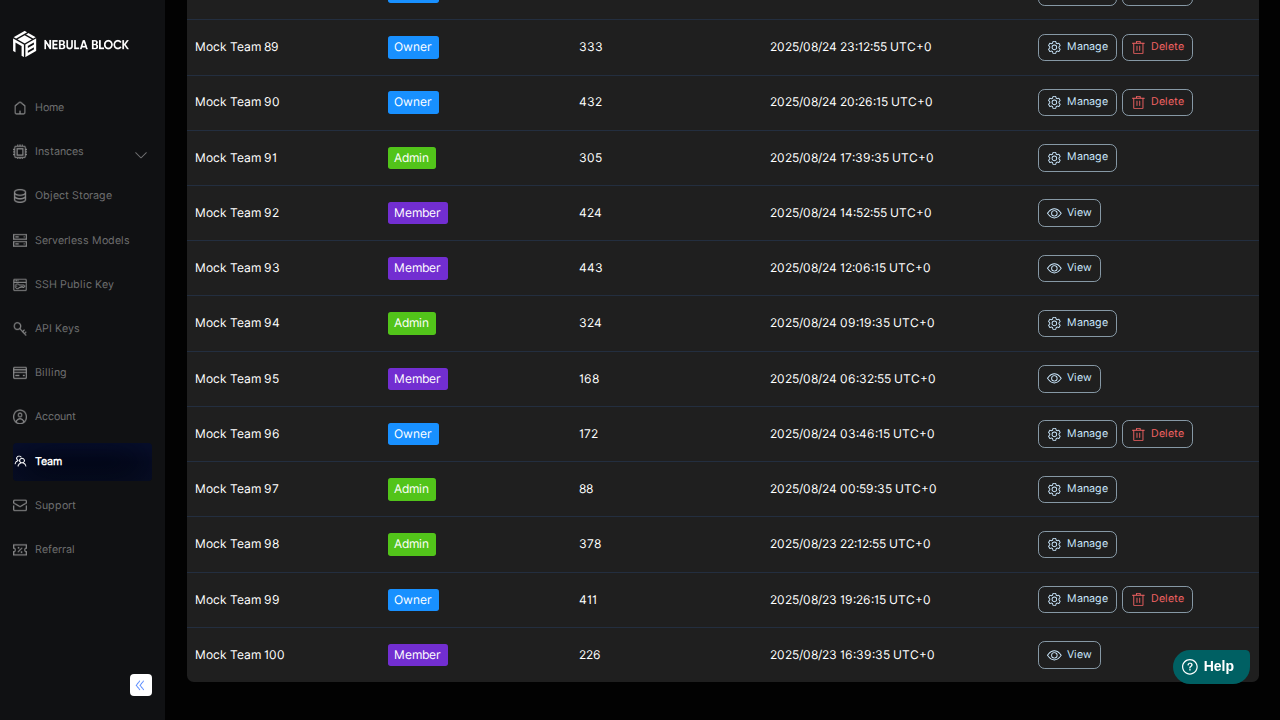 NEBULA BLOCK
Home
Instances
Object Storage
Serverless Models
SSH Public Key
API Keys
Billing
Account
Team
Support
Referral
Mock Team 89 Owner 333 2025/08/24 23:12:55 UTC+0 Manage Delete
Mock Team 90 Owner 432 2025/08/24 20:26:15 UTC+0 Manage Delete
Mock Team 91 Admin 305 2025/08/24 17:39:35 UTC+0 Manage
Mock Team 92 Member 424 2025/08/24 14:52:55 UTC+0 View
Mock Team 93 Member 443 2025/08/24 12:06:15 UTC+0 View
Mock Team 94 Admin 324 2025/08/24 09:19:35 UTC+0 Manage
Mock Team 95 Member 168 2025/08/24 06:32:55 UTC+0 View
Mock Team 96 Owner 172 2025/08/24 03:46:15 UTC+0 Manage Delete
Mock Team 97 Admin 88 2025/08/24 00:59:35 UTC+0 Manage
Mock Team 98 Admin 378 2025/08/23 22:12:55 UTC+0 Manage
Mock Team 99 Owner 411 2025/08/23 19:26:15 UTC+0 Manage Delete
Mock Team 100 Member 226 2025/08/23 16:39:35 UTC+0 View
Help